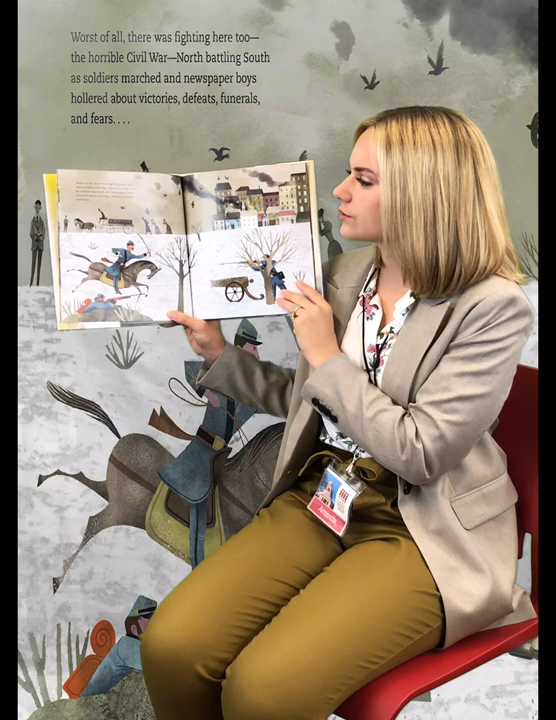 Worst of all, there was fighting here too—
the horrible Civil War—North battling South
as soldiers marched and newspaper boys
hollered about victories, defeats, funerals,
and fears. . . .
Amanda